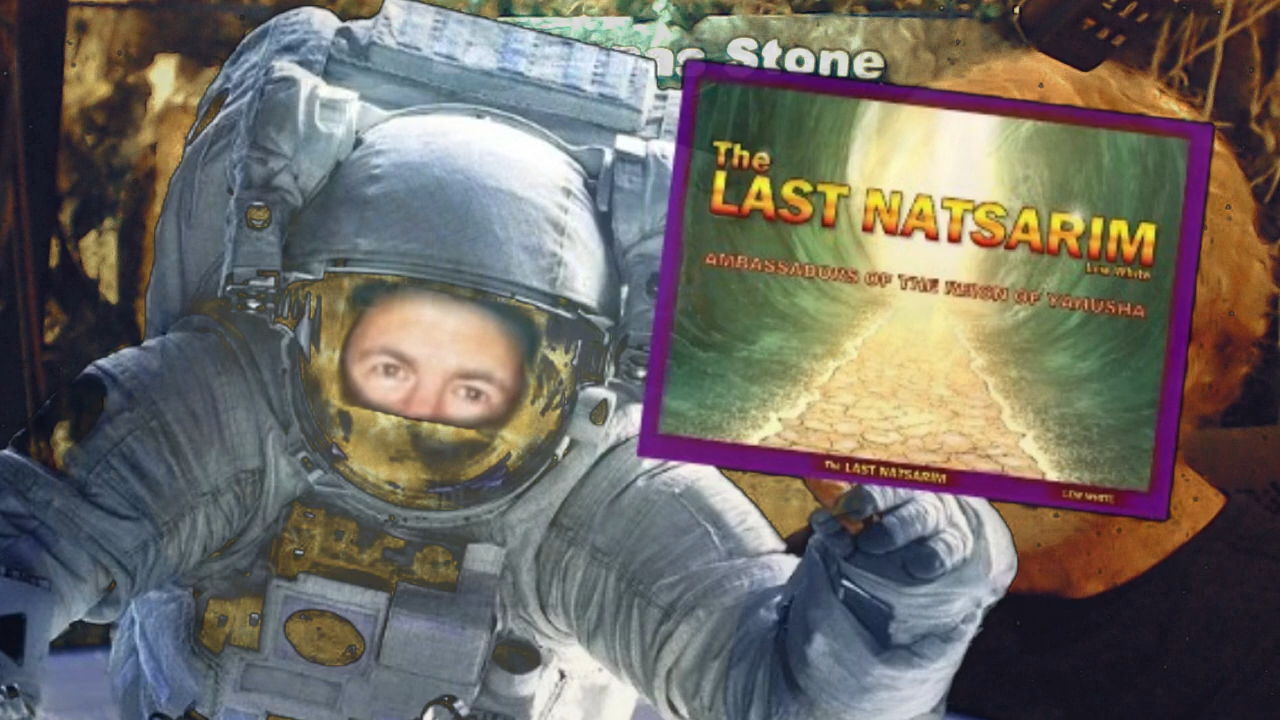 Stone
The
LAST NATSARIM
Lew White
AMBASSADORS OF THE REIGN OF YAHUSHA
The LAST NATSARIM
LEW WHITE